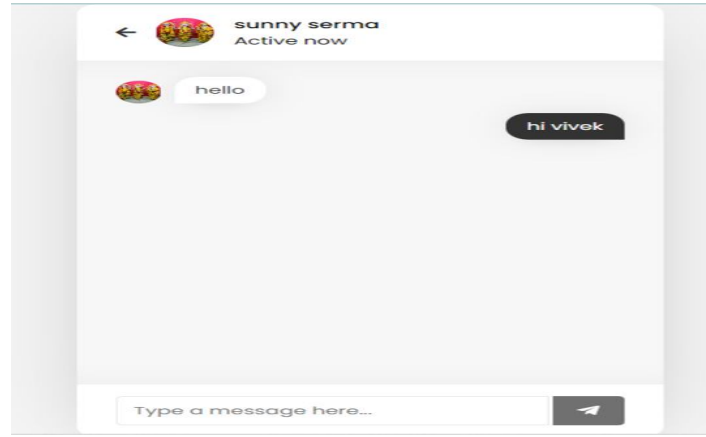 sunny serma
Active now
hello
hi vivek
Type a message here...